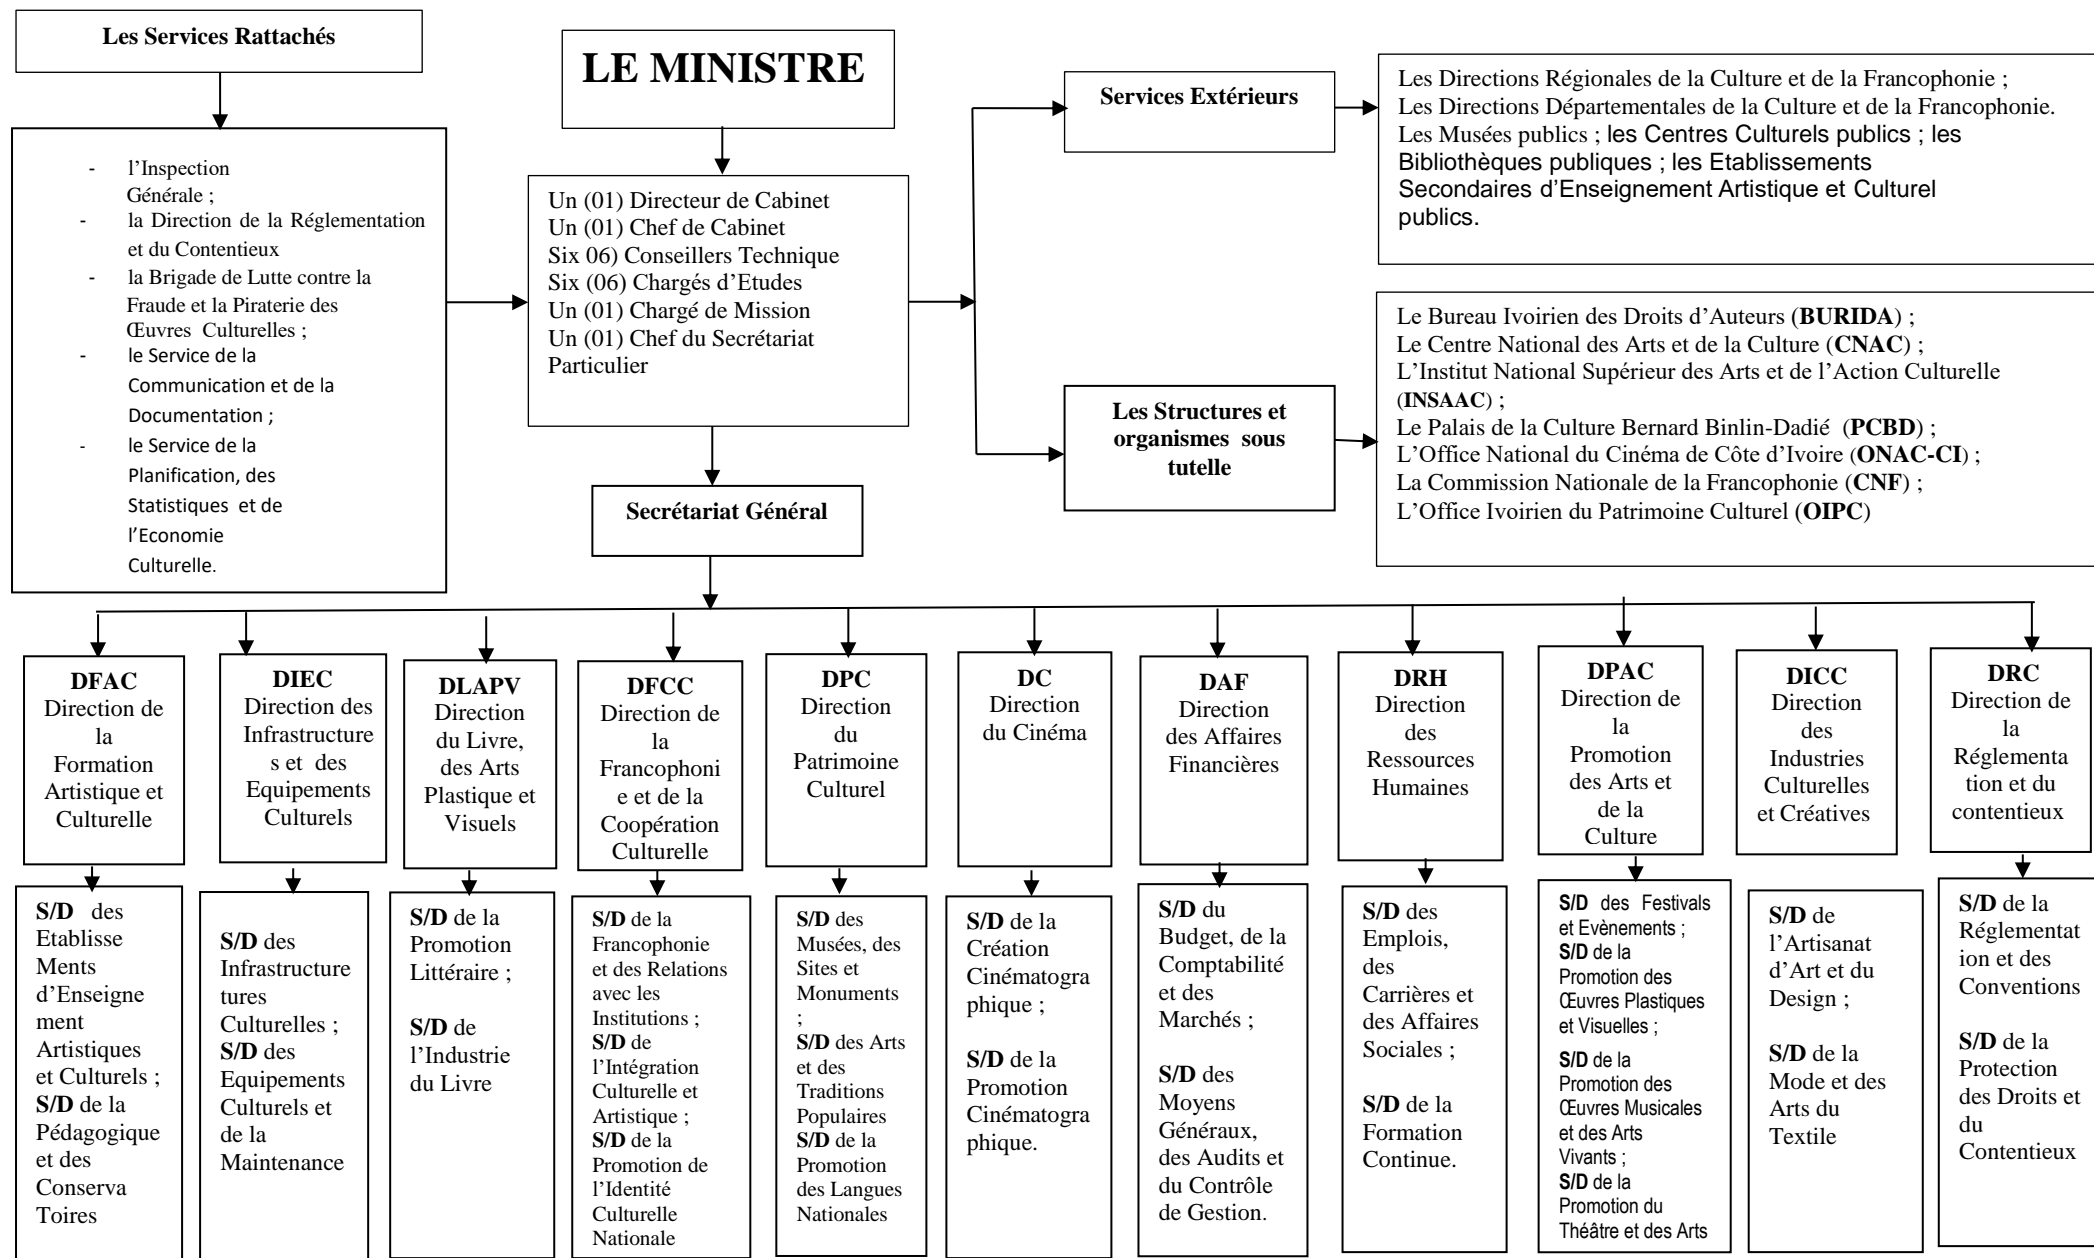 Les Services Rattachés
LE MINISTRE
Services Extérieurs
Les Directions Régionales de la Culture et de la Francophonie ;
Les Directions Départementales de la Culture et de la Francophonie.
Les Musées publics ; les Centres Culturels publics ; les
Bibliothèques publiques ; les Etablissements
Secondaires d’Enseignement Artistique et Culturel
publics.
- l’Inspection
Générale ;
- la Direction de la Réglementation
et du Contentieux
- la Brigade de Lutte contre la
Fraude et la Piraterie des
Œuvres Culturelles ;
- le Service de la
Communication et de la
Documentation ;
- le Service de la
Planification, des
Statistiques et de
l’Economie
Culturelle.
Un (01) Directeur de Cabinet
Un (01) Chef de Cabinet
Six 06) Conseillers Technique
Six (06) Chargés d’Etudes
Un (01) Chargé de Mission
Un (01) Chef du Secrétariat
Particulier
Les Structures et
organismes sous
tutelle
Le Bureau Ivoirien des Droits d’Auteurs (BURIDA) ;
Le Centre National des Arts et de la Culture (CNAC) ;
L’Institut National Supérieur des Arts et de l’Action Culturelle
(INSAAC) ;
Le Palais de la Culture Bernard Binlin-Dadié (PCBD) ;
L’Office National du Cinéma de Côte d’Ivoire (ONAC-CI) ;
La Commission Nationale de la Francophonie (CNF) ;
L’Office Ivoirien du Patrimoine Culturel (OIPC)
Secrétariat Général
DFAC
Direction de
la
Formation
Artistique et
Culturelle
DIEC
Direction des
Infrastructure
s et des
Equipements
Culturels
DLAPV
Direction
du Livre,
des Arts
Plastique et
Visuels
DFCC
Direction de
la
Francophoni
e et de la
Coopération
Culturelle
DPC
Direction
du
Patrimoine
Culturel
DC
Direction
du Cinéma
DAF
Direction
des Affaires
Financières
DRH
Direction
des
Ressources
Humaines
DPAC
Direction de
la
Promotion
des Arts et
de la
Culture
DICC
Direction
des
Industries
Culturelles
et Créatives
DRC
Direction de
la
Réglementa
tion et du
contentieux
S/D des
Etablisse
Ments
d’Enseigne
ment
Artistiques
et Culturels ;
S/D de la
Pédagogique
et des
Conserva
Toires
S/D des
Infrastructure
tures
Culturelles ;
S/D des
Equipements
Culturels et
de la
Maintenance
S/D de la
Promotion
Littéraire ;
S/D de
l’Industrie
du Livre
S/D de la
Francophonie
et des Relations
avec les
Institutions ;
S/D de
l’Intégration
Culturelle et
Artistique ;
S/D de la
Promotion de
l’Identité
Culturelle
Nationale
S/D des
Musées, des
Sites et
Monuments
;
S/D des Arts
et des
Traditions
Populaires
S/D de la
Promotion
des Langues
Nationales
S/D de la
Création
Cinématogra
phique ;
S/D de la
Promotion
Cinématogra
phique.
S/D du
Budget, de la
Comptabilité
et des
Marchés ;
S/D des
Moyens
Généraux,
des Audits et
du Contrôle
de Gestion.
S/D des
Emplois,
des
Carrières et
des Affaires
Sociales ;
S/D de la
Formation
Continue.
S/D des Festivals
et Evènements ;
S/D de la
Promotion des
Œuvres Plastiques
et Visuelles ;
S/D de la
Promotion des
Œuvres Musicales
et des Arts
Vivants ;
S/D de la
Promotion du
Théâtre et des Arts
S/D de
l’Artisanat
d’Art et du
Design ;
S/D de la
Mode et des
Arts du
Textile
S/D de la
Réglementat
ion et des
Conventions
S/D de la
Protection
des Droits et
du
Contentieux